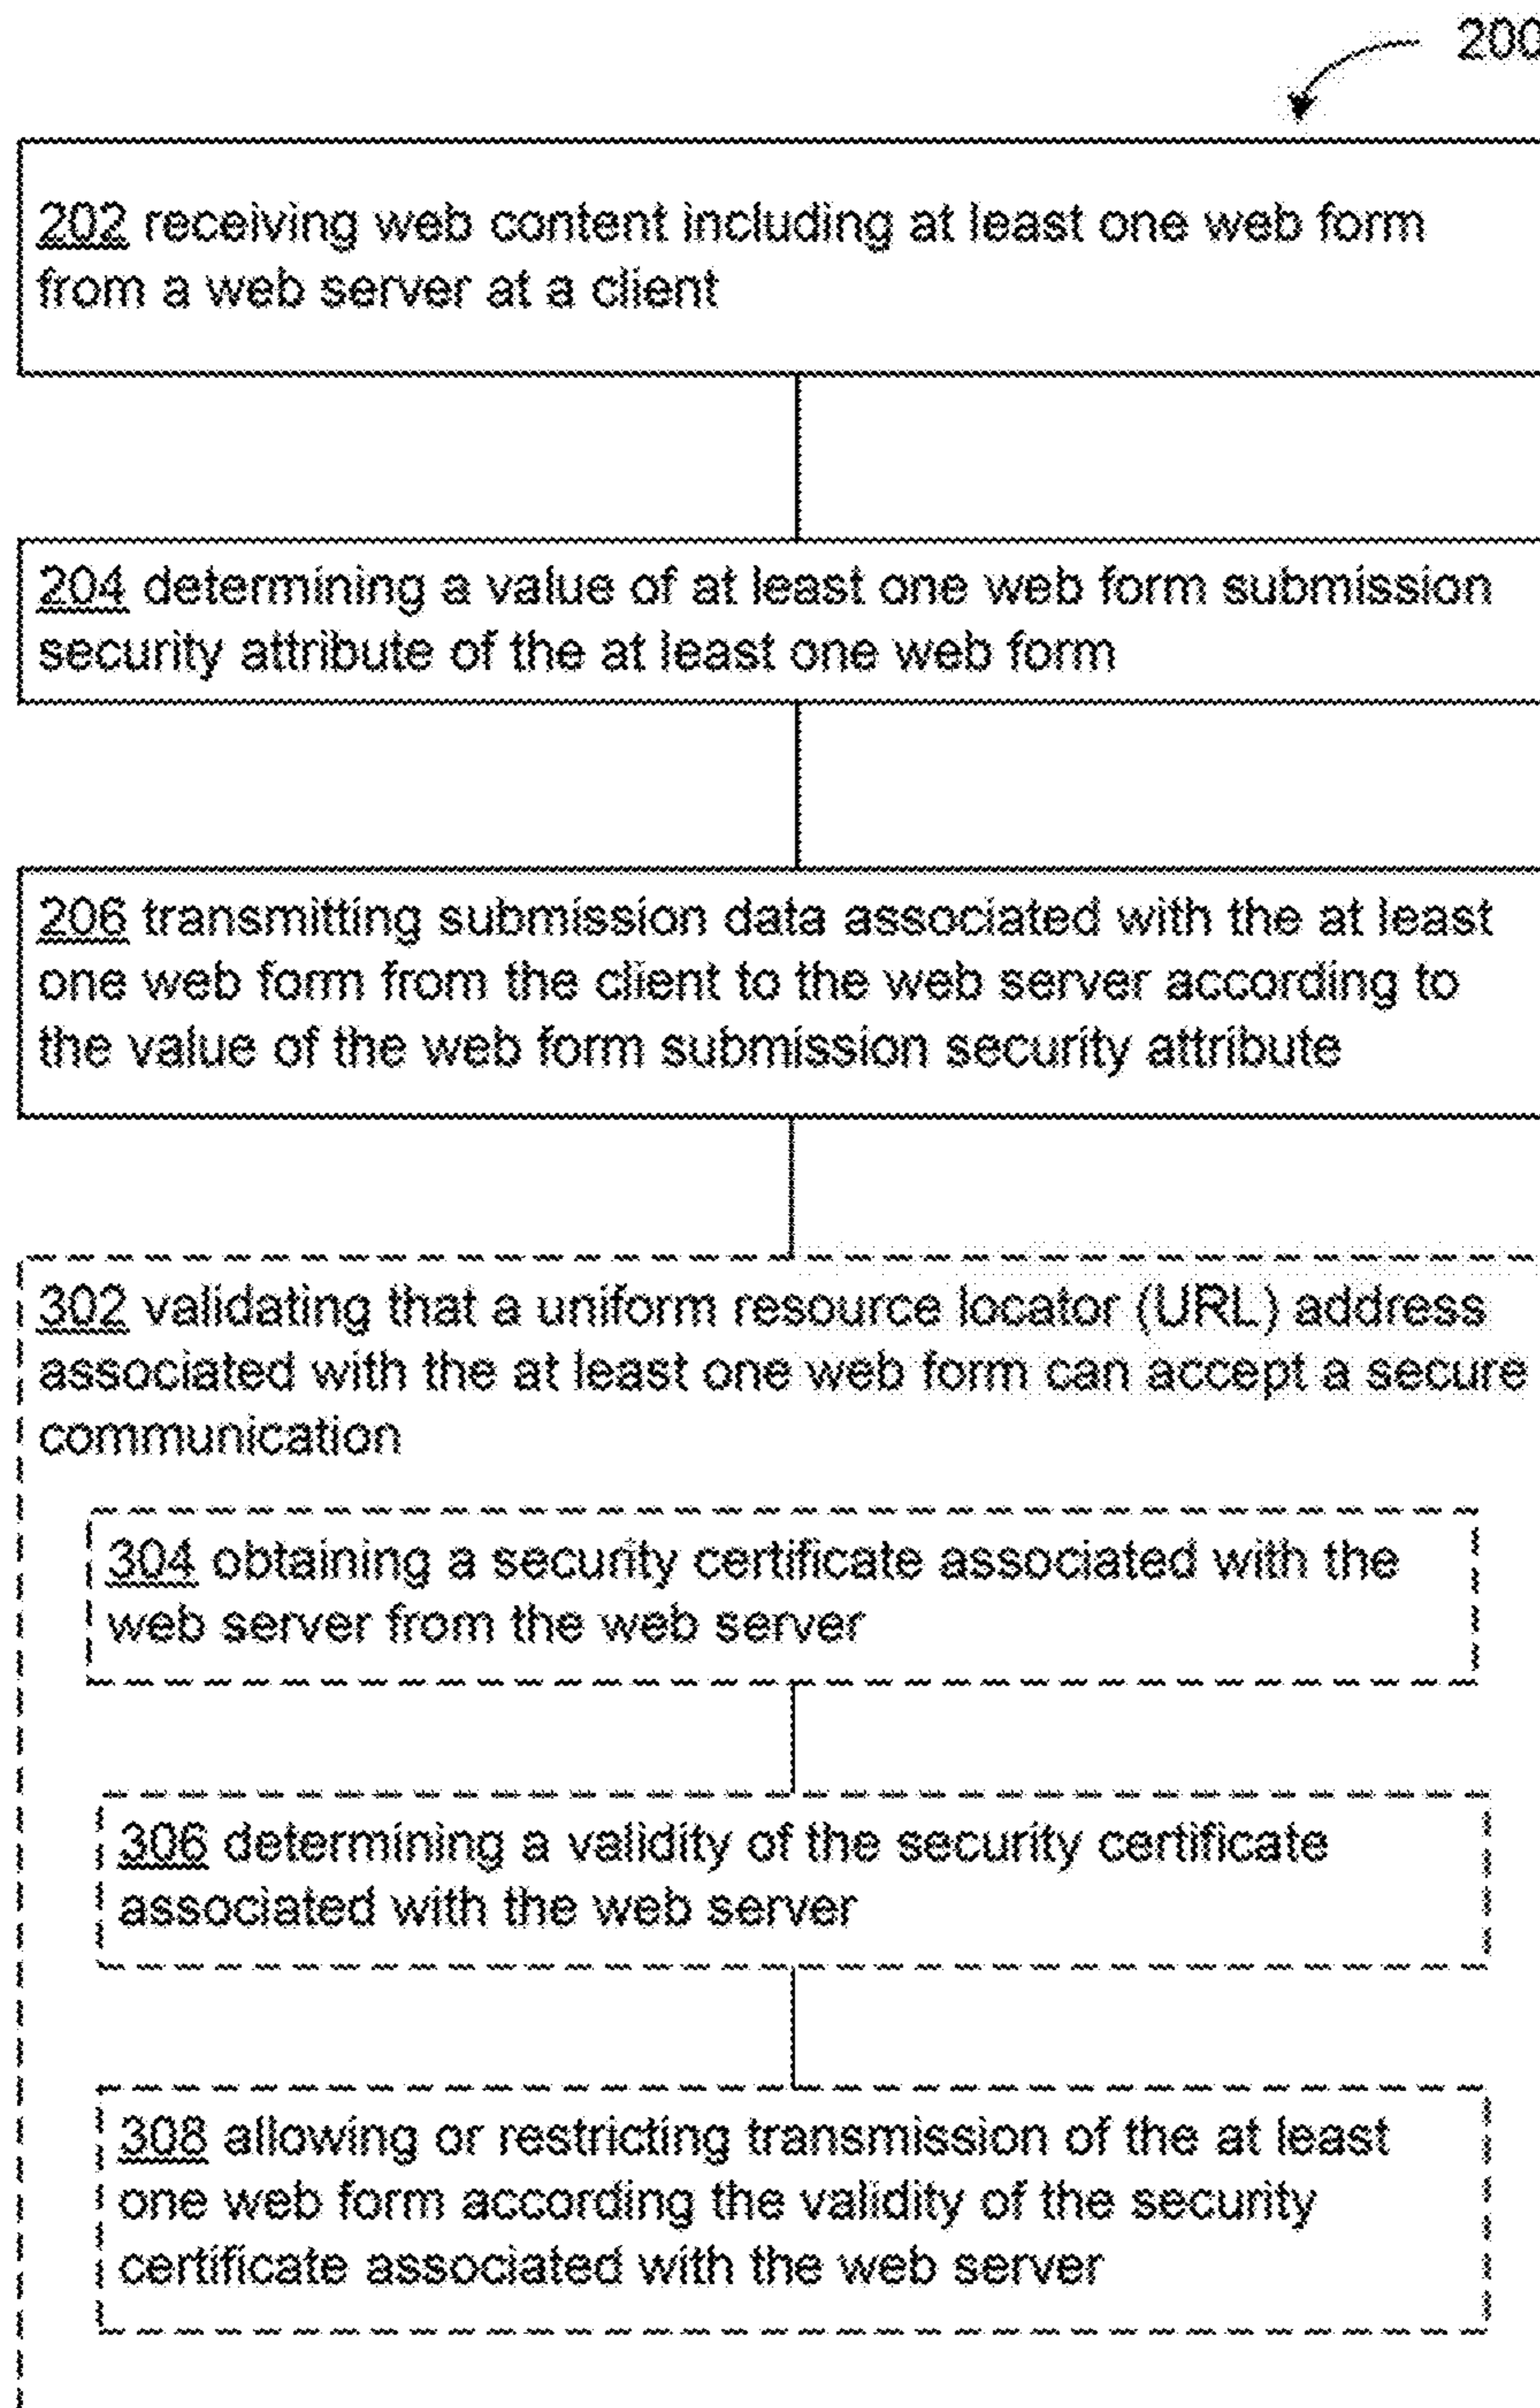 200
202 receiving web content including at least one web form
from a web server at a client
204 determining a value of at least one web form submission
security attribute of the at least one web form
206 transmitting submission data associated with the at least
one web form from the client to the web server according to
the value of the web form submission security attribute
302 validating that a uniform resource locator (URL) address
associated with the at least one web form can accept a secure
communication
304 obtaining a security certificate associated with the
web server from the web server
306 determining a validity of the security certificate
associated with the web server
308 allowing or restricting transmission of the at least
one web form according the validity of the security
certificate associated with the web server